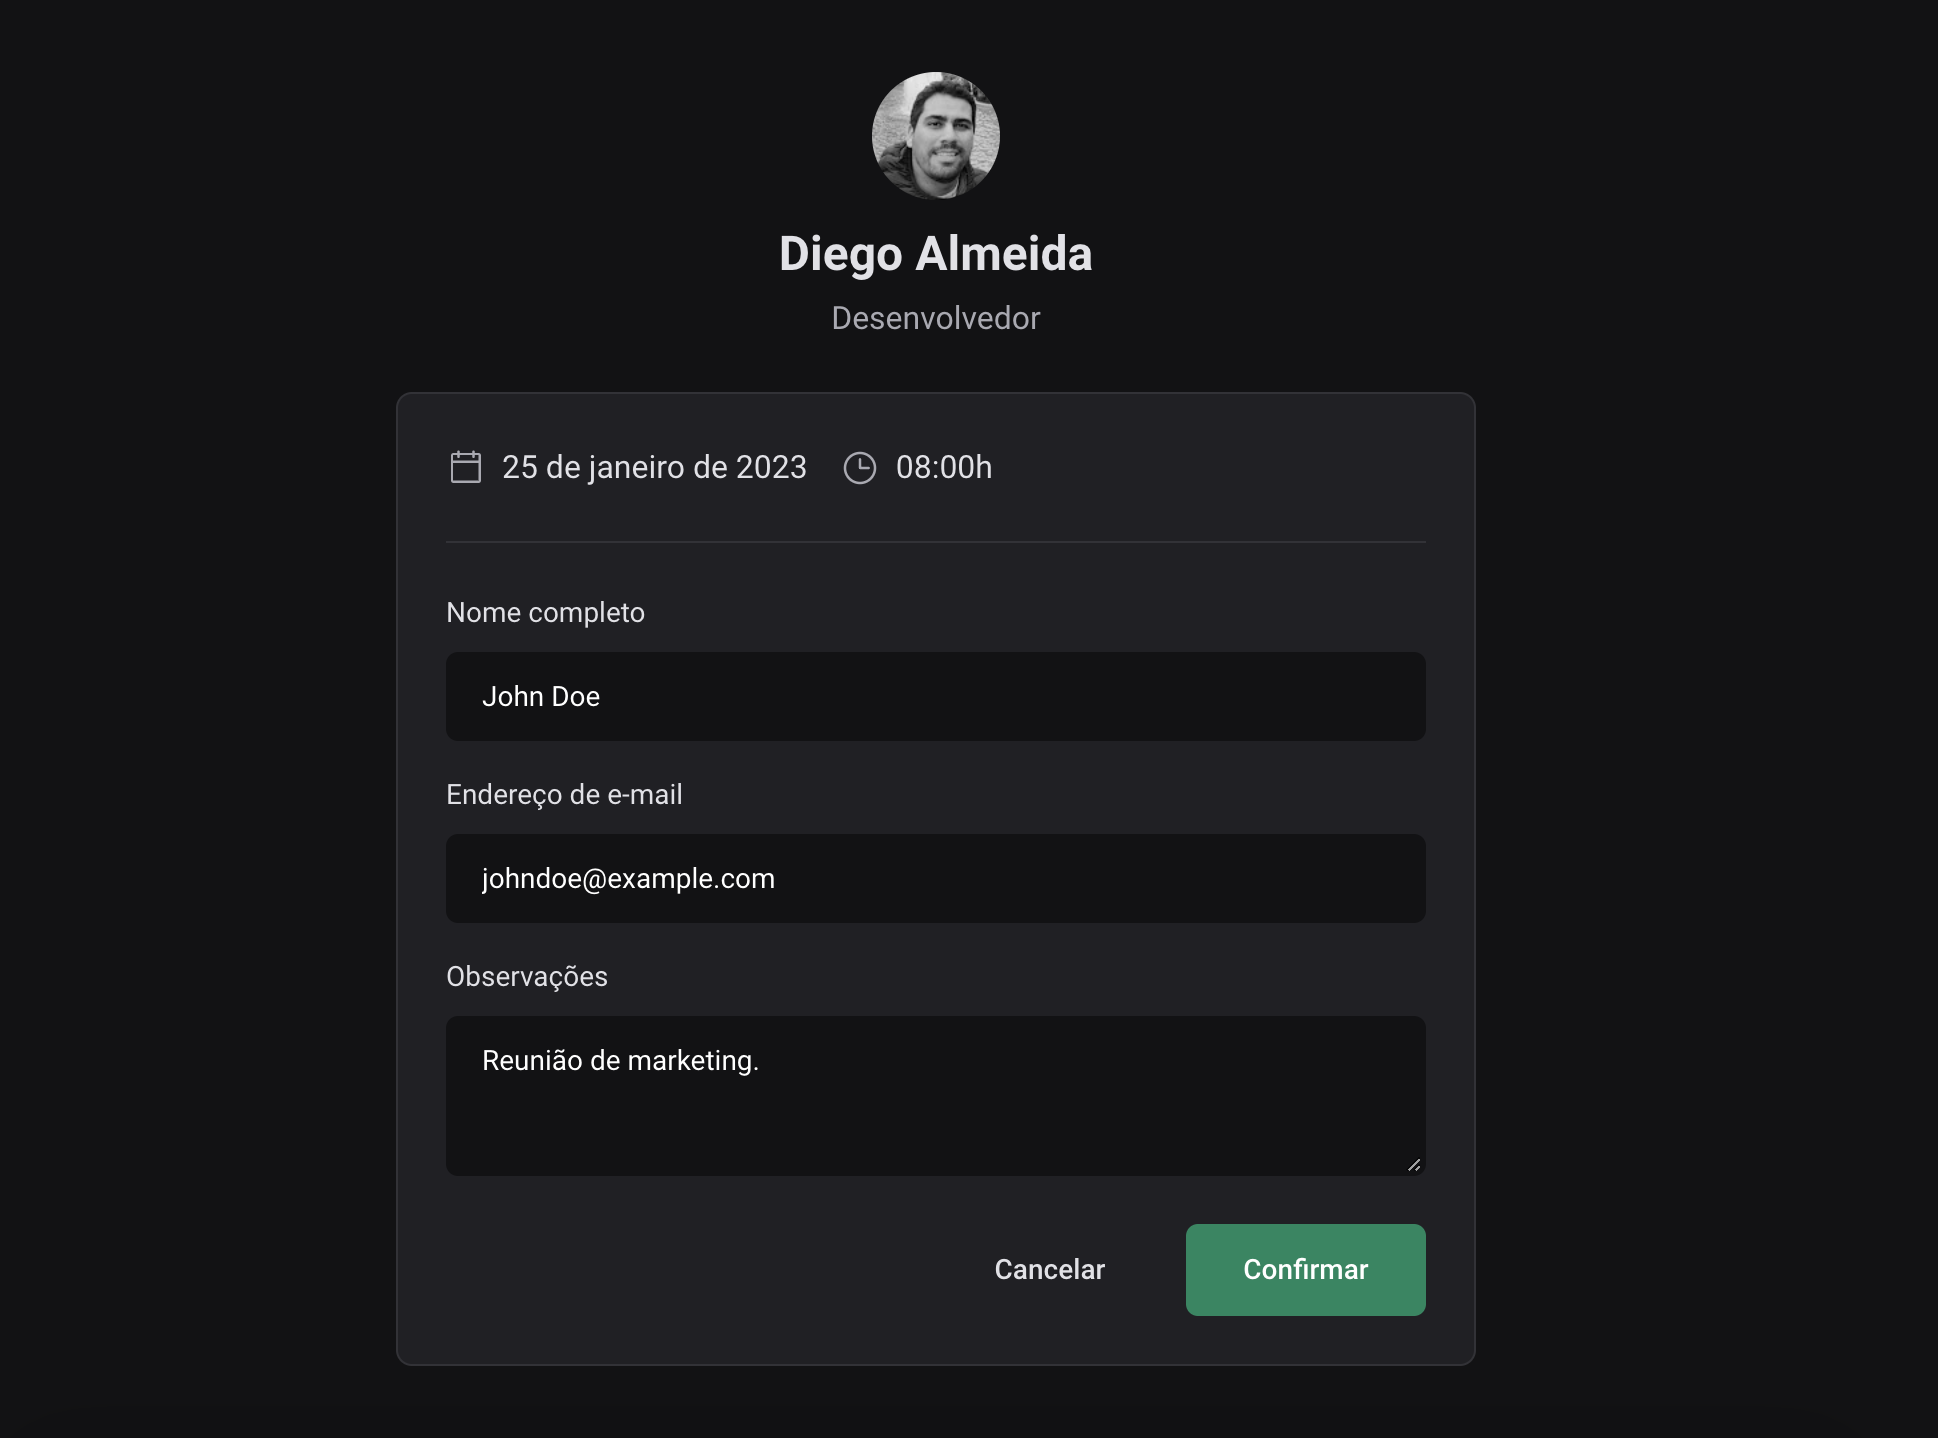 Diego Almeida
Desenvolvedor
25 de janeiro de 2023 08:00h
Nome completo
John Doe
Endereço de e-mail
johndoe@example.com
Observações
Reunião de marketing.
Cancelar Confirmar